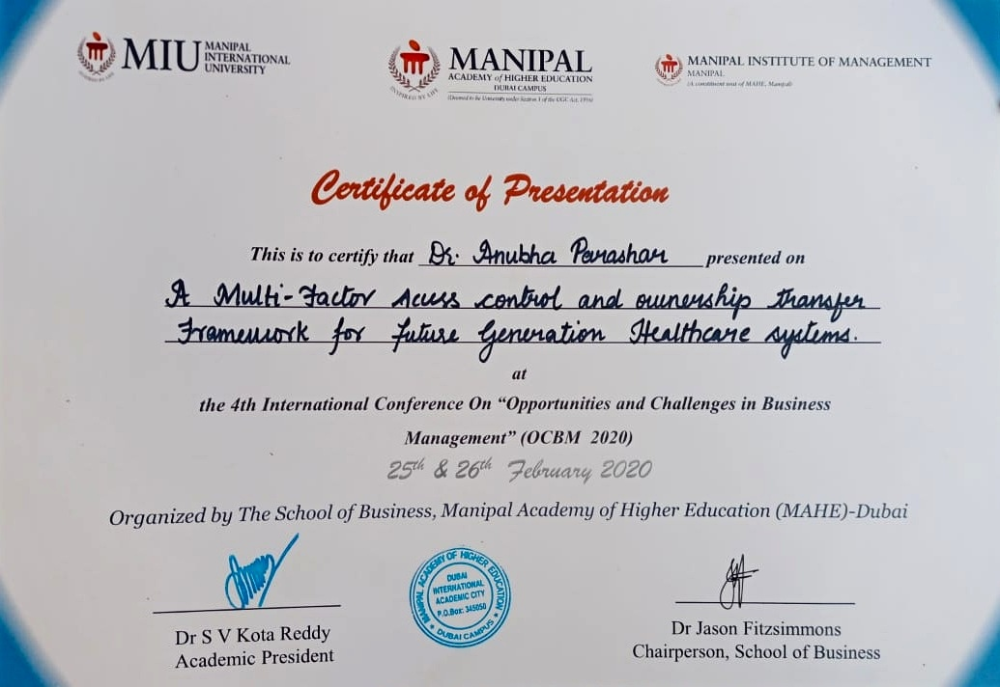 MIU MANIPAL INTERNATIONAL UNIVERSITY
MANIPAL
ACADEMY of HIGHER EDUCATION
DUBAI CAMPUS
(Deemed to be University under Section 3 of the UGC Act, 1956)
INSPIRED BY LIFE
MANIPAL INSTITUTE OF MANAGEMENT
MANIPAL
(A constituent unit of MAHE, Manipal)
Certificate of Presentation
This is to certify that Dr. Anubha Parashar presented on
A Multi-Factor Access control and ownership transfer
Framework for future Generation Healthcare systems.
at
the 4th International Conference On “Opportunities and Challenges in Business
Management” (OCBM 2020)
25th & 26th February 2020
Organized by The School of Business, Manipal Academy of Higher Education (MAHE)-Dubai
MANIPAL ACADEMY OF HIGHER EDUCATION
DUBAI
INTERNATIONAL
ACADEMIC CITY
P.O.Box: 345050
* DUBAI CAMPUS *
Dr S V Kota Reddy
Academic President
Dr Jason Fitzsimmons
Chairperson, School of Business